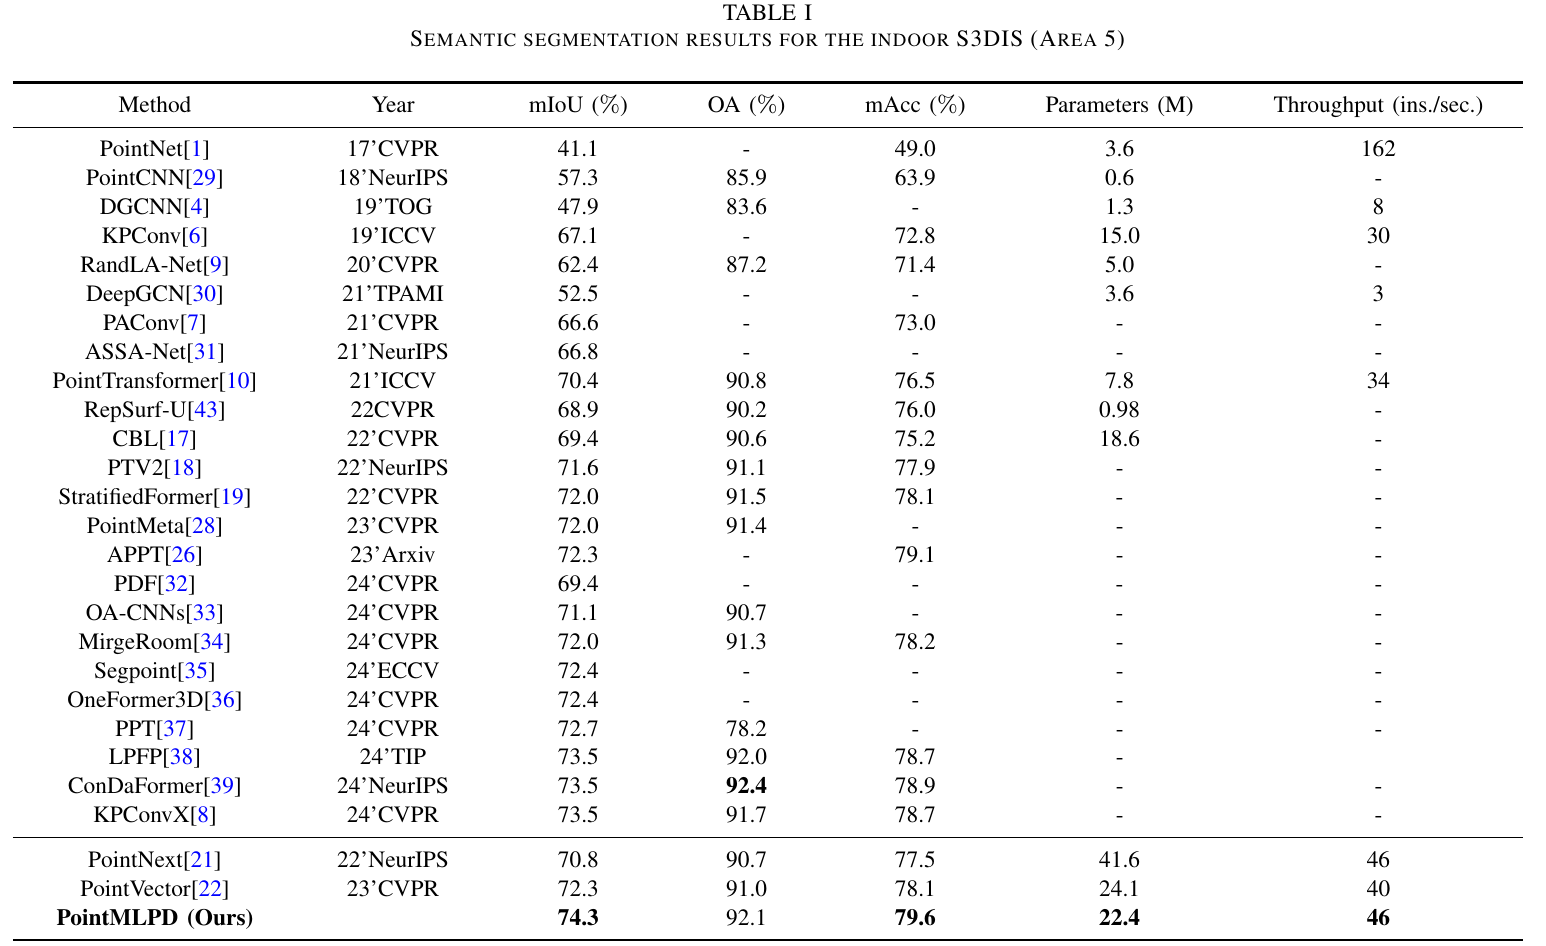 TABLE I
SEMANTIC SEGMENTATION RESULTS FOR THE INDOOR S3DIS (AREA 5)
Method Year mIoU (%) OA (%) mAcc (%) Parameters (M) Throughput (ins./sec.)
PointNet[1] 17'CVPR 41.1 - 49.0 3.6 162
PointCNN[29] 18'NeurIPS 57.3 85.9 63.9 0.6 -
DGCNN[4] 19'TOG 47.9 83.6 - 1.3 8
KPConv[6] 19'ICCV 67.1 - 72.8 15.0 30
RandLA-Net[9] 20'CVPR 62.4 87.2 71.4 5.0 -
DeepGCN[30] 21'TPAMI 52.5 - - 3.6 3
PAConv[7] 21'CVPR 66.6 - 73.0 - -
ASSA-Net[31] 21'NeurIPS 66.8 - - - -
PointTransformer[10] 21'ICCV 70.4 90.8 76.5 7.8 34
RepSurf-U[43] 22CVPR 68.9 90.2 76.0 0.98 -
CBL[17] 22'CVPR 69.4 90.6 75.2 18.6 -
PTV2[18] 22'NeurIPS 71.6 91.1 77.9 - -
StratifiedFormer[19] 22'CVPR 72.0 91.5 78.1 - -
PointMeta[28] 23'CVPR 72.0 91.4 - - -
APPT[26] 23'Arxiv 72.3 - 79.1 - -
PDF[32] 24'CVPR 69.4 - - - -
OA-CNNs[33] 24'CVPR 71.1 90.7 - - -
MirgeRoom[34] 24'CVPR 72.0 91.3 78.2 - -
Segpoint[35] 24'ECCV 72.4 - - - -
OneFormer3D[36] 24'CVPR 72.4 - - - -
PPT[37] 24'CVPR 72.7 78.2 - - -
LPFP[38] 24'TIP 73.5 92.0 78.7 - -
ConDaFormer[39] 24'NeurIPS 73.5 92.4 78.9 - -
KPConvX[8] 24'CVPR 73.5 91.7 78.7 - -
PointNext[21] 22'NeurIPS 70.8 90.7 77.5 41.6 46
PointVector[22] 23'CVPR 72.3 91.0 78.1 24.1 40
PointMLPD (Ours) 74.3 92.1 79.6 22.4 46